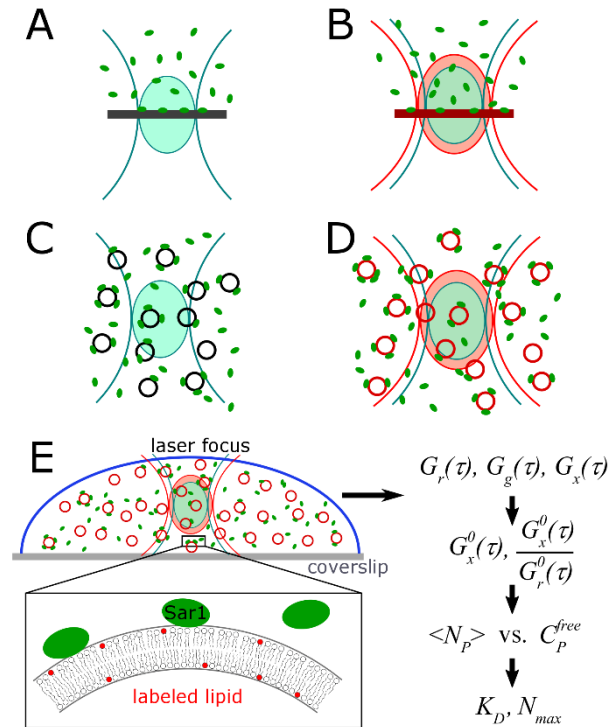 A
B
C
D
E
laser focus
coverslip
Sar1
labeled lipid
G_r(τ), G_g(τ), G_x(τ)
G_x^0(τ), G_x^0(τ) / G_r^0(τ)
<N_P> vs. C_P^free
K_D, N_max